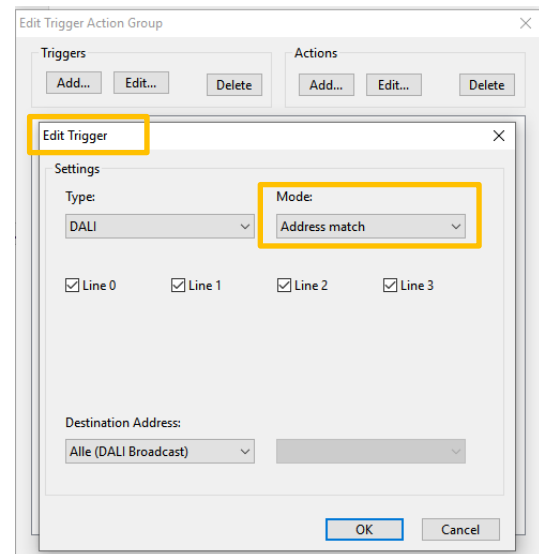 Edit Trigger Action Group
Triggers
Actions
Add... Edit... Delete
Add... Edit... Delete
Edit Trigger
Settings
Type:
Mode:
DALI
Address match
Line 0 Line 1 Line 2 Line 3
Destination Address:
Alle (DALI Broadcast)
OK Cancel